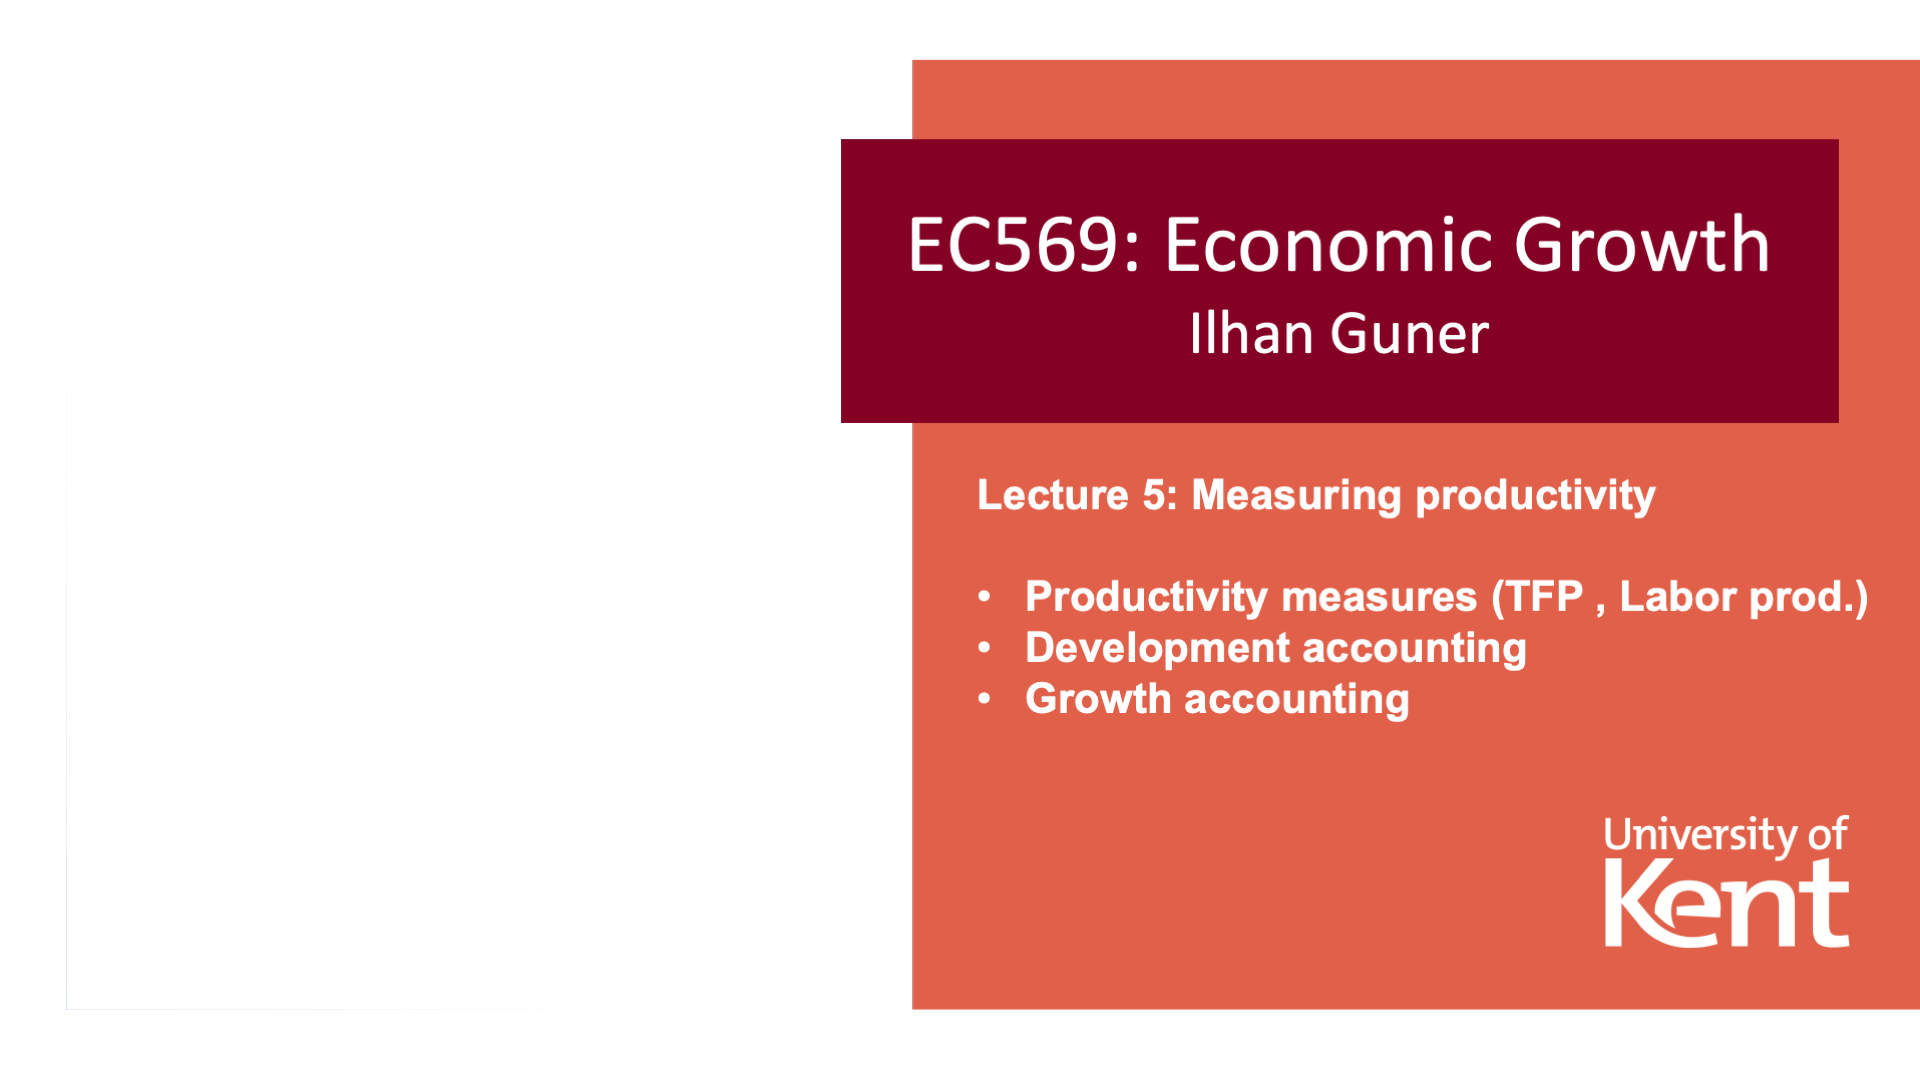 EC569: Economic Growth
Ilhan Guner
Lecture 5: Measuring productivity
• Productivity measures (TFP , Labor prod.)
• Development accounting
• Growth accounting
University of
Kent